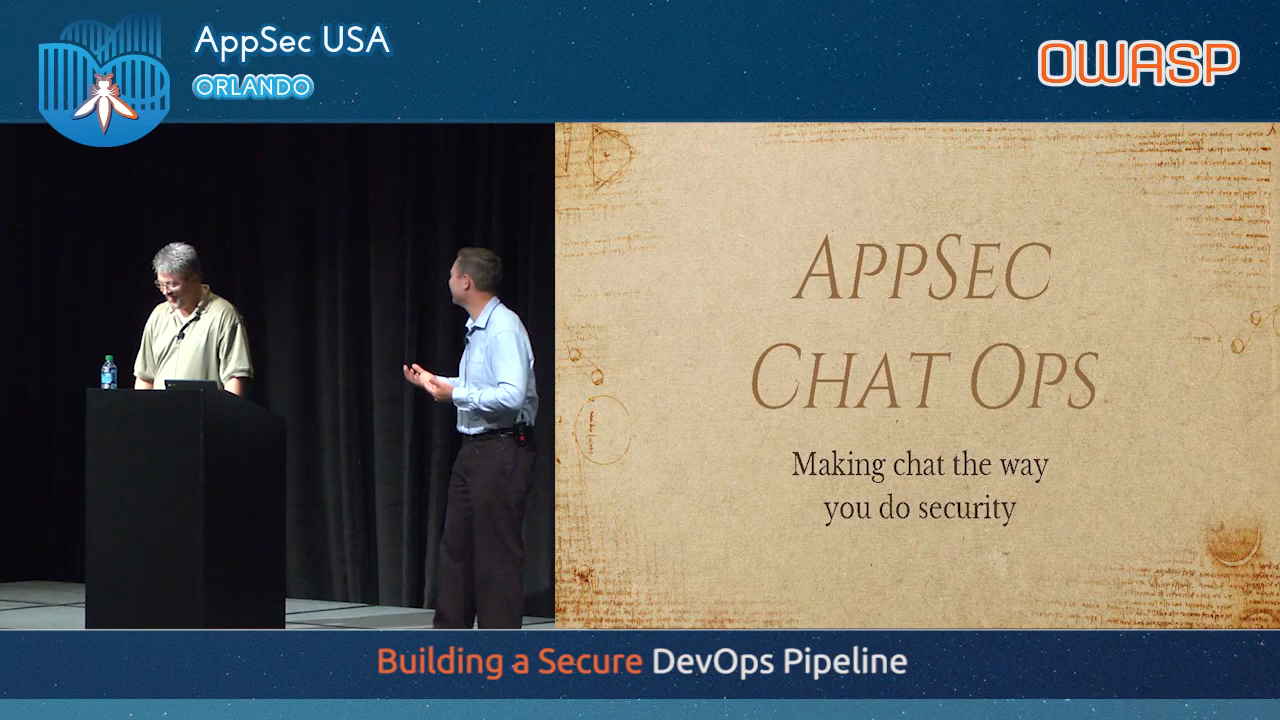 AppSec USA
ORLANDO
OWASP
APPSEC
CHAT OPS
Making chat the way
you do security
Building a Secure DevOps Pipeline